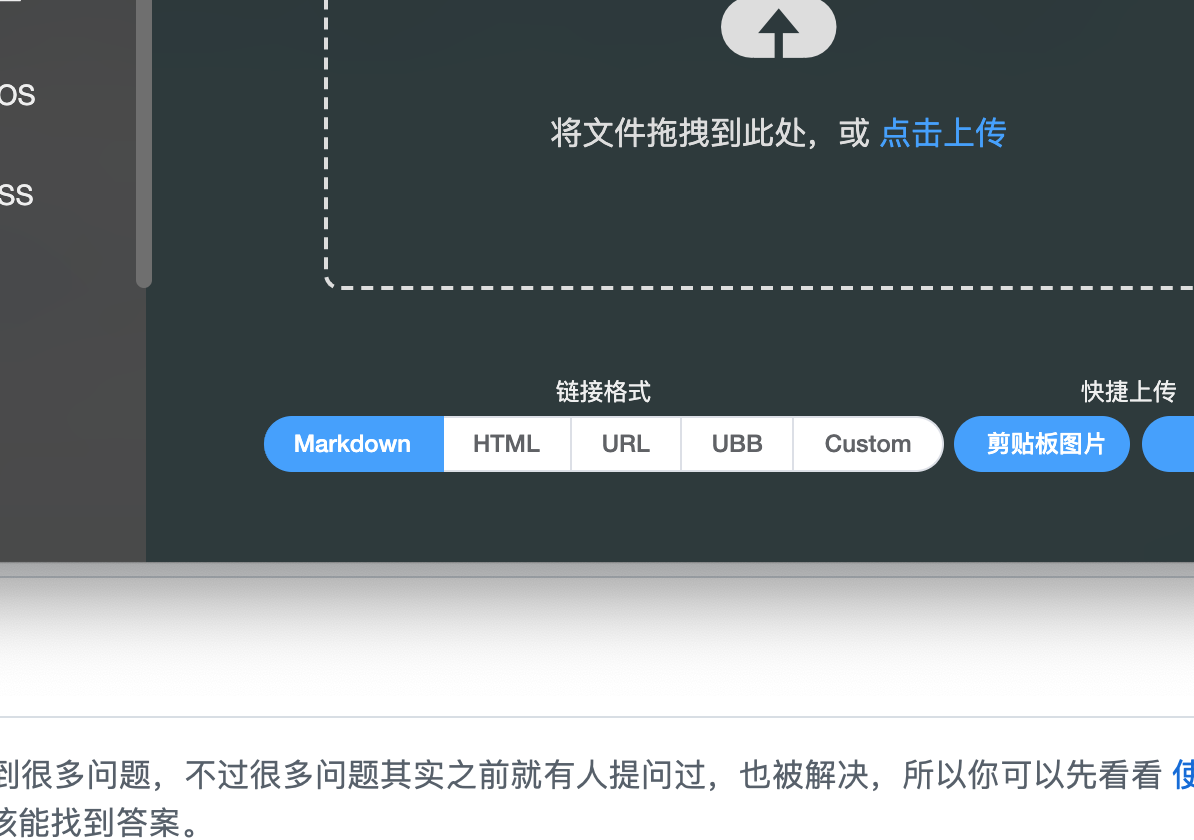 OS
SS
将文件拖拽到此处，或 点击上传
链接格式
快捷上传
Markdown HTML URL UBB Custom 剪贴板图片
到很多问题，不过很多问题其实之前就有人提问过，也被解决，所以你可以先看看 使
该能找到答案。